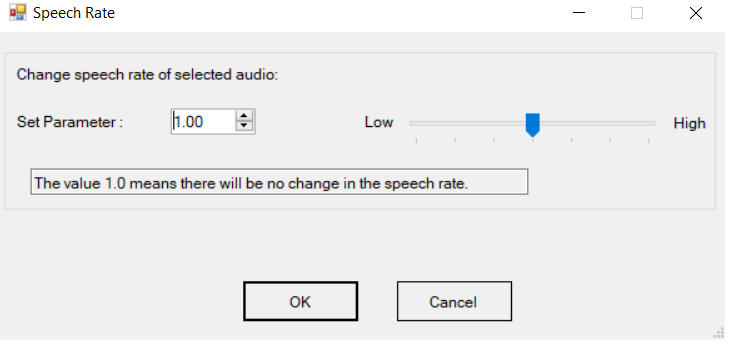 Speech Rate
Change speech rate of selected audio:
Set Parameter : 1.00 Low High
The value 1.0 means there will be no change in the speech rate.
OK Cancel